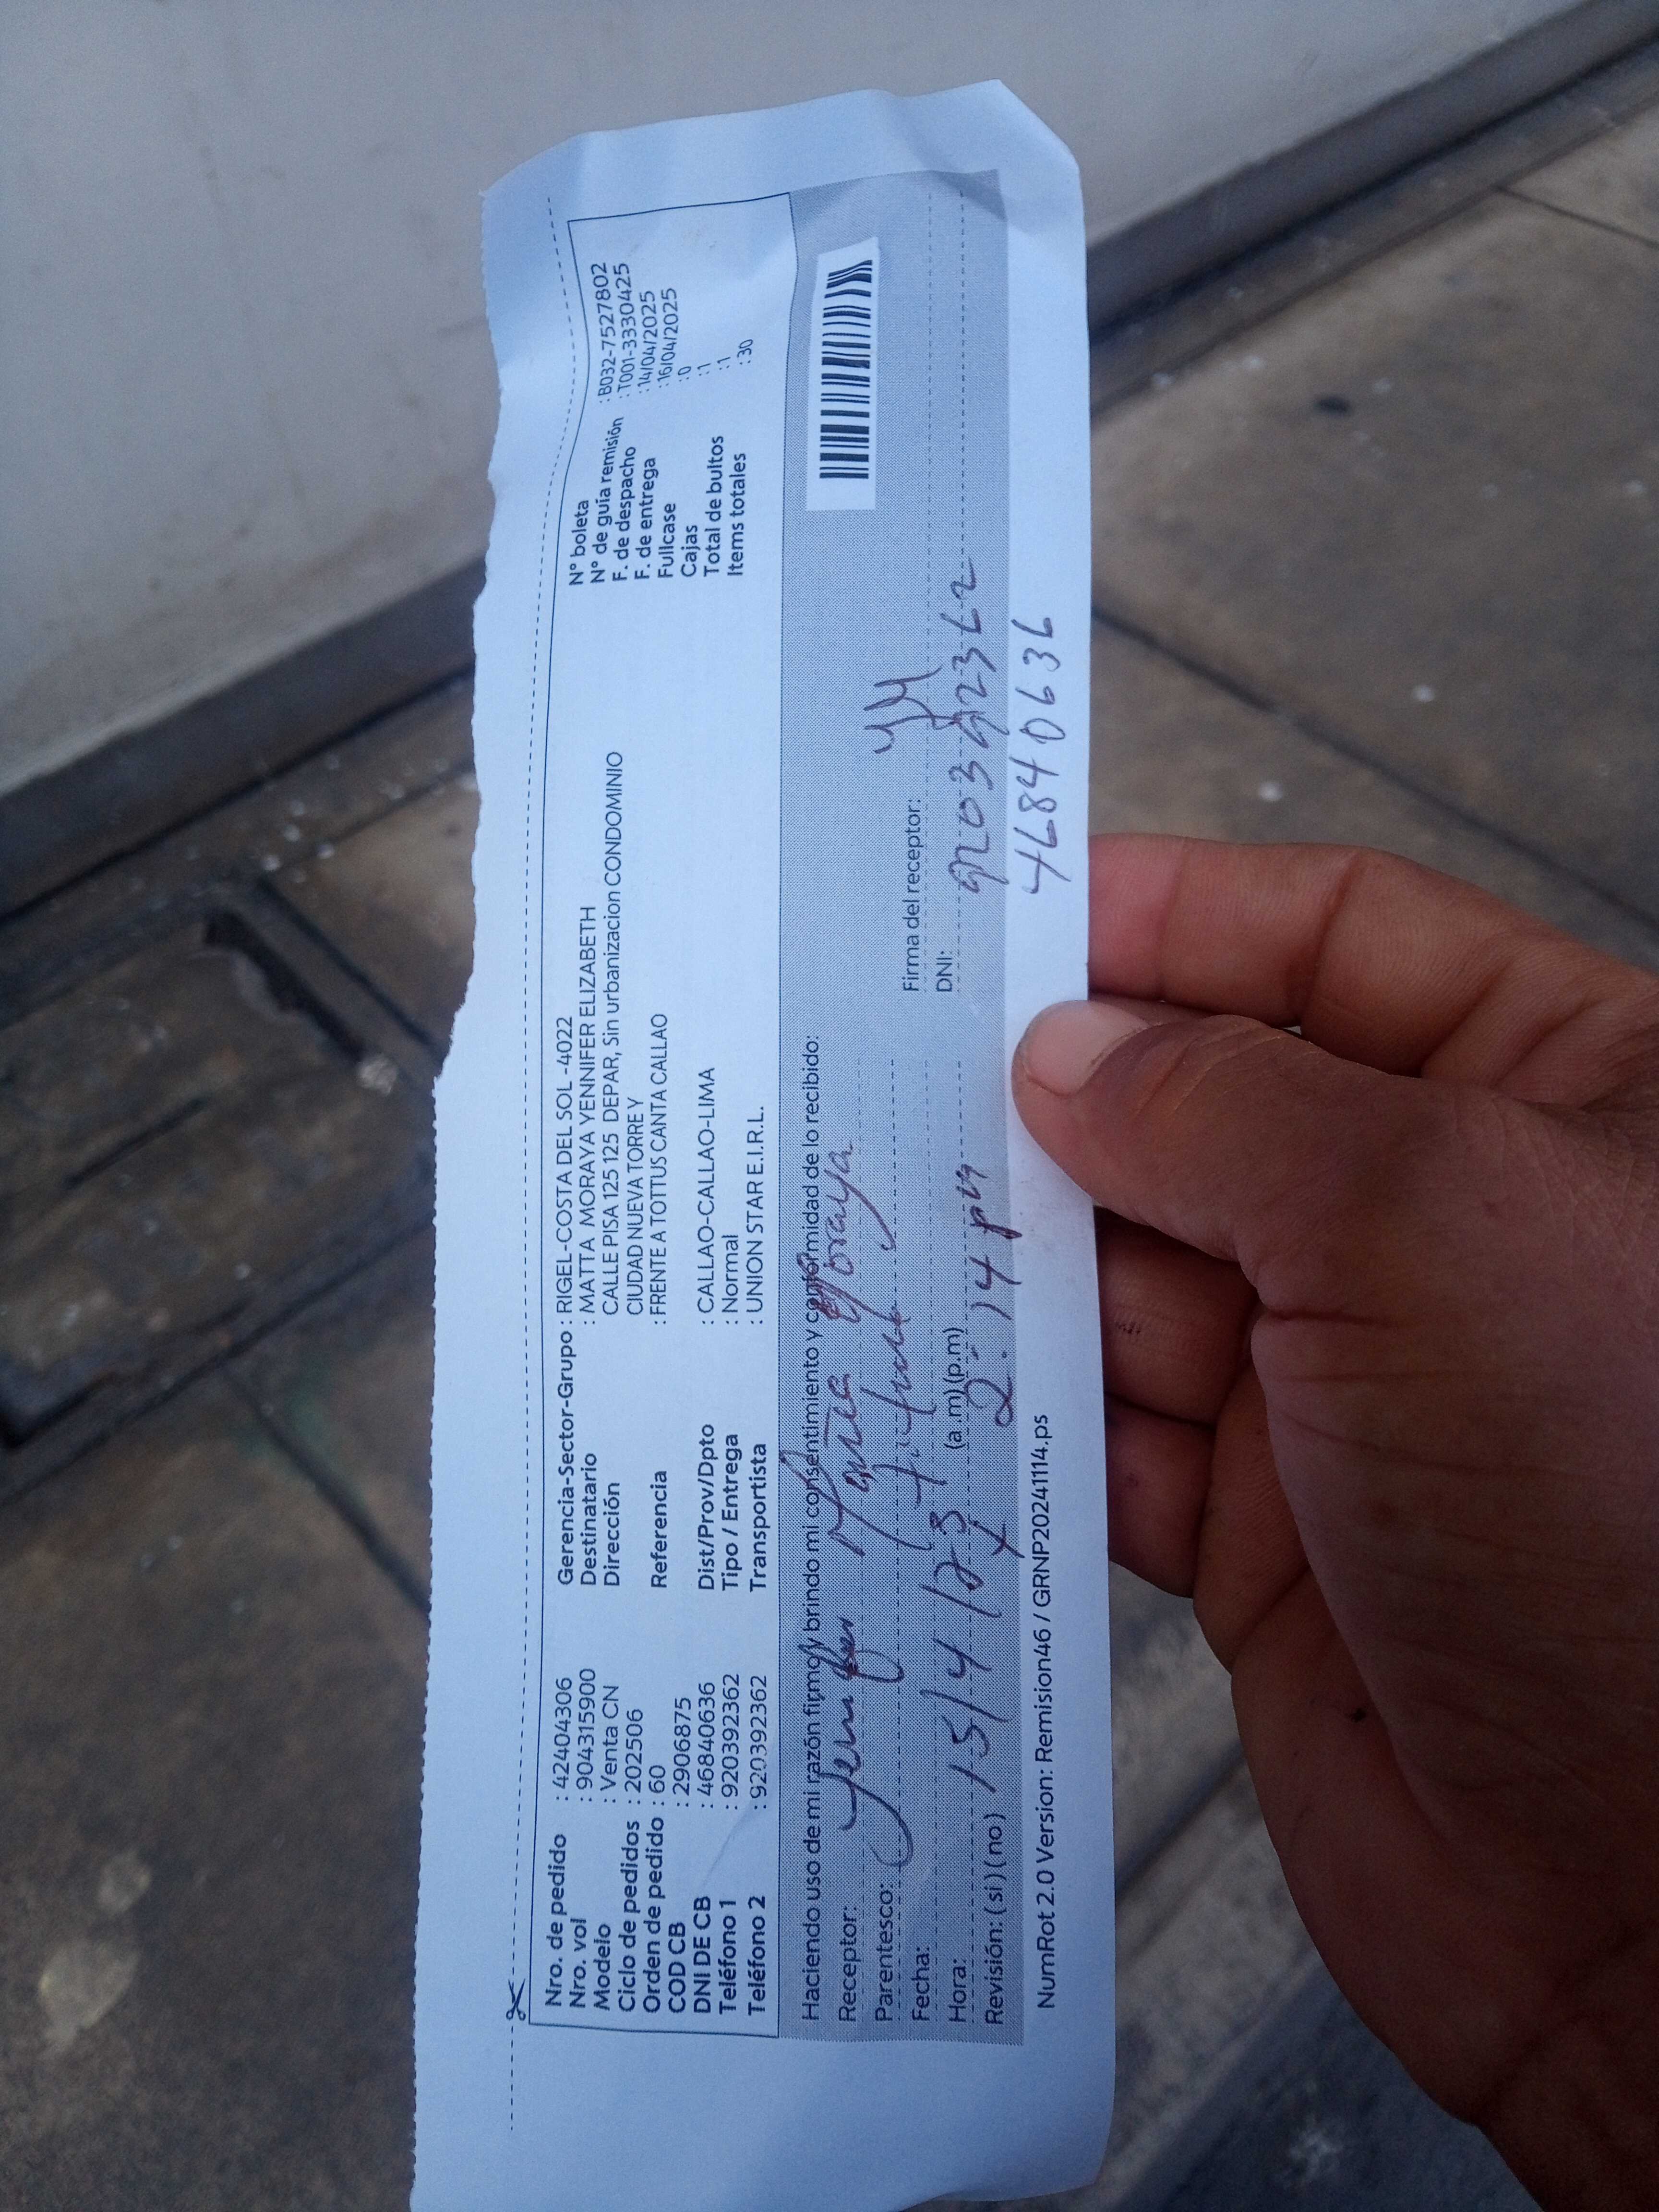 Nro. de pedido : 42404306
Nro. vol : 904315900
Modelo : Venta CN
Ciclo de pedidos : 202506
Orden de pedido : 60
COD CB : 29068875
DNI DE CB : 46840636
Teléfono 1 : 920392362
Teléfono 2 : 920392362
Gerencia-Sector-Grupo : RIGEL-COSTA DEL SOL -4022
Destinatario : MATTA MORAYA YENNIFER ELIZABETH
Dirección CALLE PISA 125 125 DEPAR, Sin urbanizacion CONDOMINIO
CIUDAD NUEVA TORRE Y
Referencia : FRENTE A TOTTUS CANTA CALLAO
Dist/Prov/Dpto : CALLAO-CALLAO-LIMA
Tipo / Entrega : Normal
Transportista : UNION STAR E.I.R.L.
N° boleta : B032-7527802
N° de guía remisión : T001-3330425
F. de despacho : 14/04/2025
F. de entrega : 16/04/2025
Fullcase : 0
Cajas : 1
Total de bultos : 1
Items totales : 30
Haciendo uso de mi razón firmo y brindo mi consentimiento y conformidad de lo recibido:
Receptor: Moraya
Parentesco:
Fecha: 15/4/
Hora: (a.m) (p.m) 2:14 pm
Revisión: ( si ) ( no )
Firma del receptor:
DNI: 920392362
46840636
NumRot 2.0 Version: Remision46 / GRNP20241114.ps